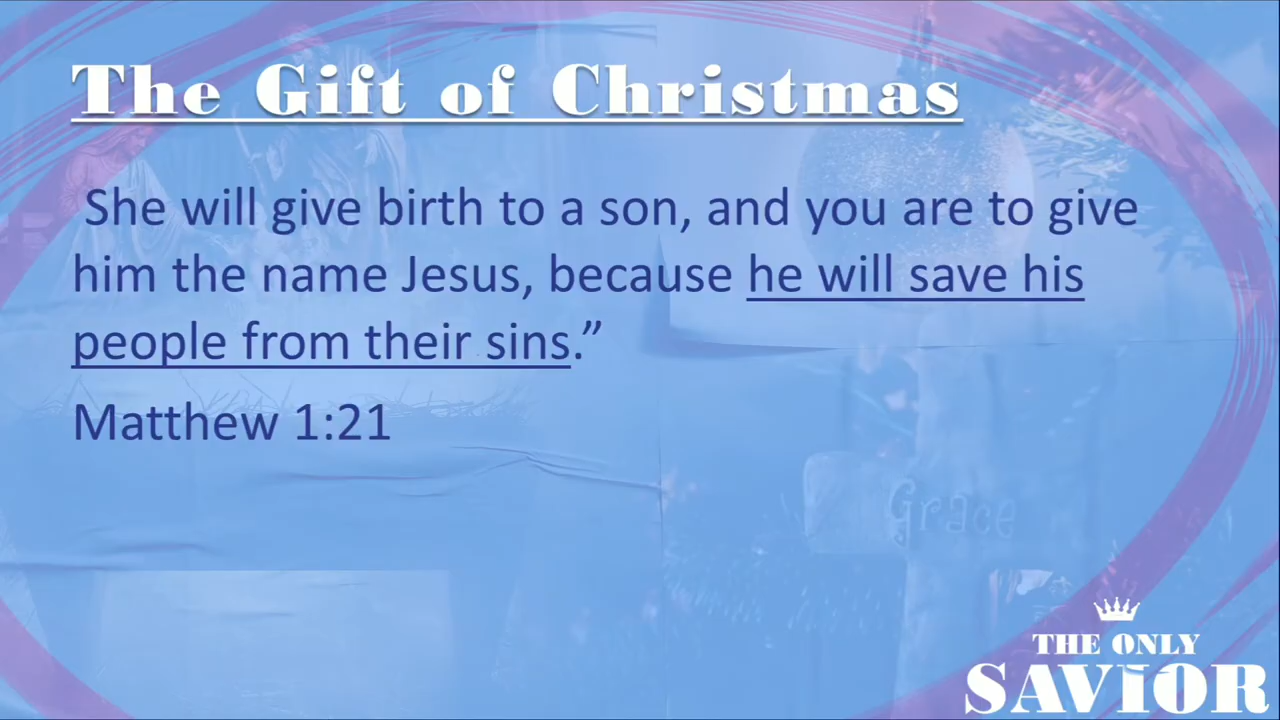 The Gift of Christmas
She will give birth to a son, and you are to give
him the name Jesus, because he will save his
people from their sins.”
Matthew 1:21
Grace
THE ONLY
SAVIOR